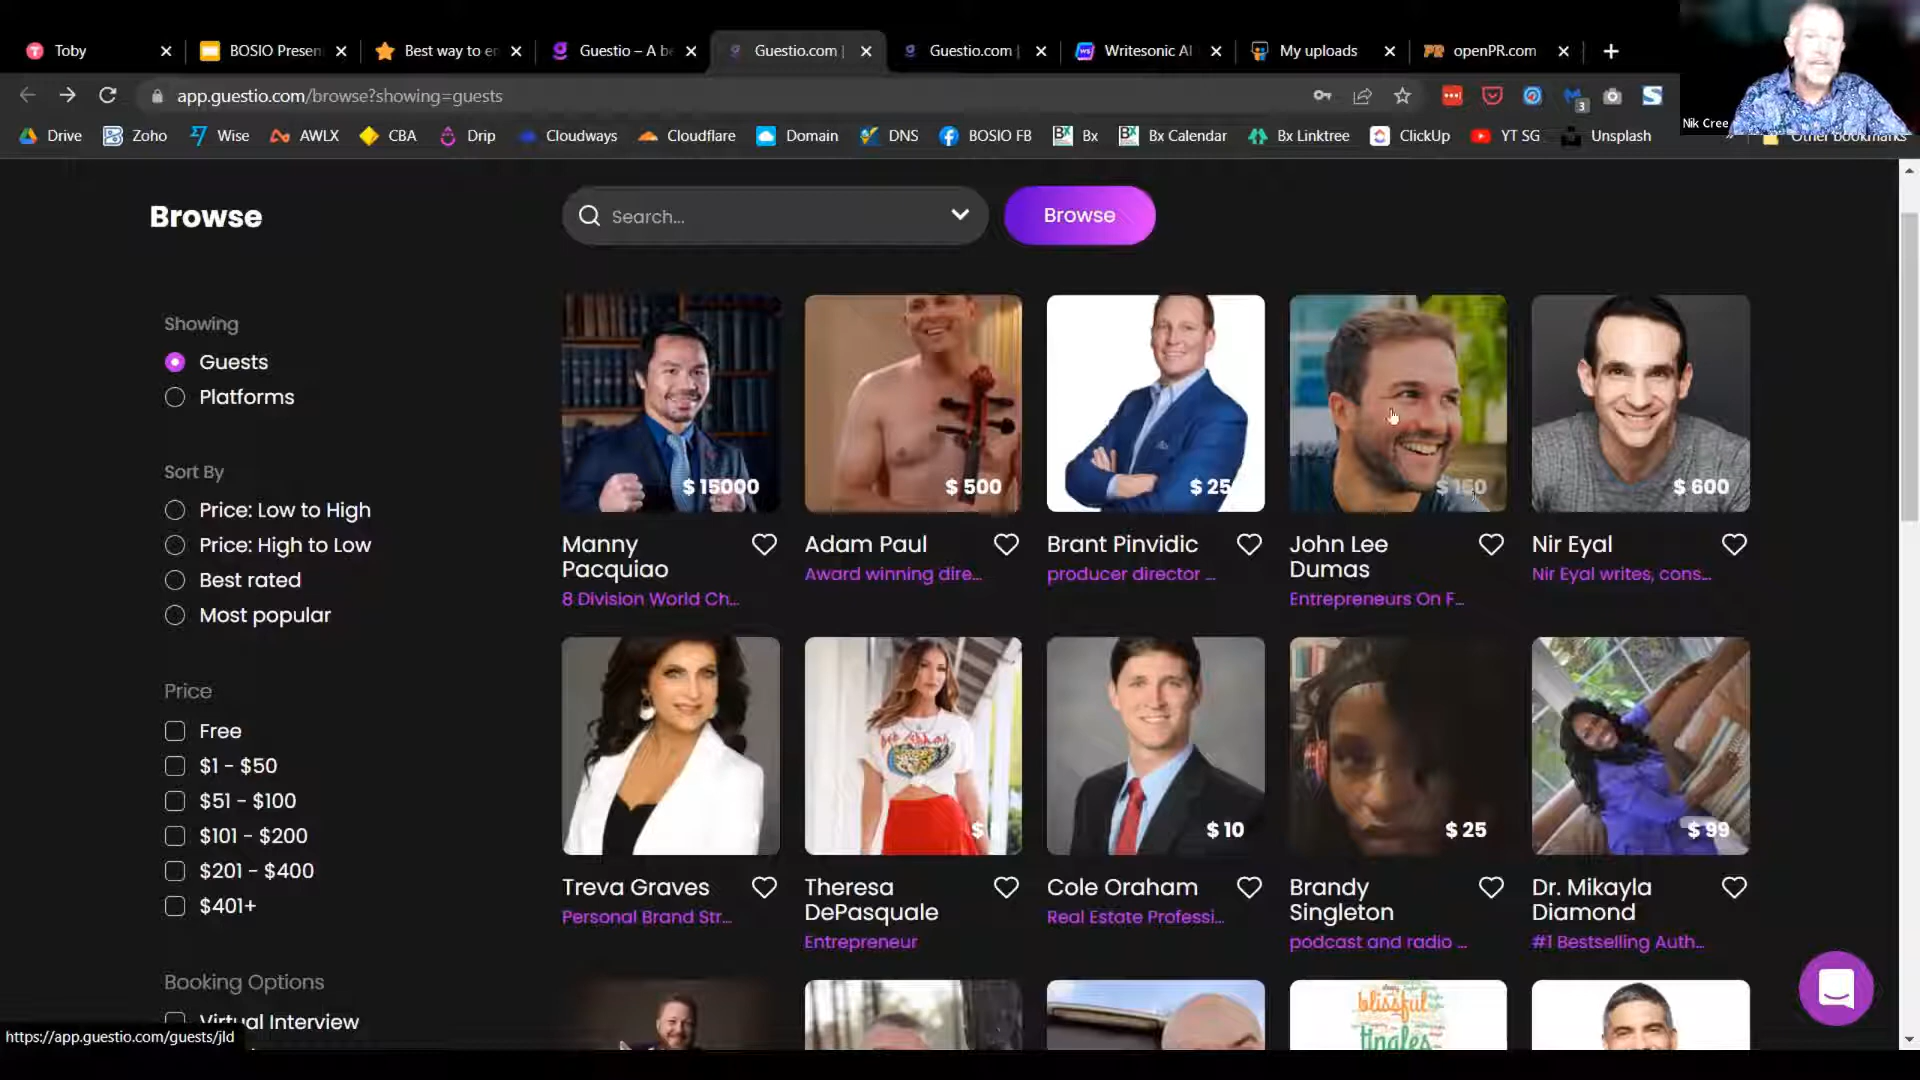 Toby
BOSIO Presen
Best way to e
Guestio – A b
Guestio.com |
Guestio.com |
Writesonic AI
My uploads
openPR.com
app.guestio.com/browse?showing=guests
3
Nik Cree
Drive
Zoho
Wise
AWLX
CBA
Drip
Cloudways
Cloudflare
Domain
DNS
BOSIO FB
Bx
Bx Calendar
Bx Linktree
ClickUp
YT SG
Unsplash
Other bookmarks
Browse
Search...
Browse
Showing
Guests
Platforms
Sort By
Price: Low to High
Price: High to Low
Best rated
Most popular
Price
Free
$1 - $50
$51 - $100
$101 - $200
$201 - $400
$401+
Booking Options
Virtual Interview
$ 15000
$ 500
$ 25
$ 150
$ 600
Manny Pacquiao
8 Division World Ch...
Adam Paul
Award winning dire...
Brant Pinvidic
producer director ...
John Lee Dumas
Entrepreneurs On F...
Nir Eyal
Nir Eyal writes, cons...
$
$ 10
$ 25
$ 99
Treva Graves
Personal Brand Str...
Theresa DePasquale
Entrepreneur
Cole Oraham
Real Estate Professi...
Brandy Singleton
podcast and radio ...
Dr. Mikayla Diamond
#1 Bestselling Auth...
blissful
Tingles
https://app.guestio.com/guests/jld